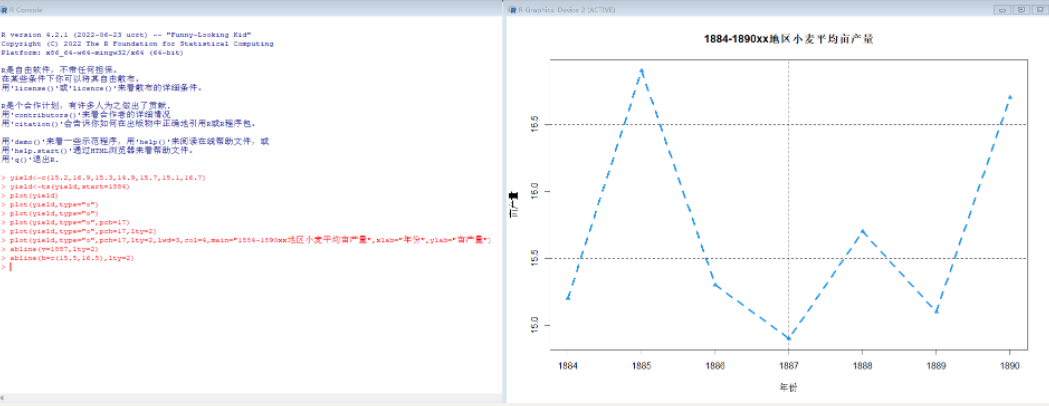 R Console
R version 4.2.1 (2022-06-23 ucrt) -- "Funny-Looking Kid"
Copyright (C) 2022 The R Foundation for Statistical Computing
Platform: x86_64-w64-mingw32/x64 (64-bit)
R是自由软件，不带任何担保。
在某些条件下你可以将其自由散布。
用'license()'或'licence()'来看散布的详细条件。
R是个合作计划，有许多人为之做出了贡献.
用'contributors()'来看合作者的详细情况
用'citation()'会告诉你如何在出版物中正确地引用R或R程序包。
用'demo()'来看一些示范程序，用'help()'来阅读在线帮助文件，或
用'help.start()'通过HTML浏览器来看帮助文件。
用'q()'退出R.
> yield<-c(15.2,16.9,15.3,14.9,15.7,15.1,16.7)
> yield<-ts(yield,start=1884)
> plot(yield)
> plot(yield,type="o")
> plot(yield,type="o")
> plot(yield,type="o",pch=17)
> plot(yield,type="o",pch=17,lty=2)
> plot(yield,type="o",pch=17,lty=2,lwd=3,col=4,main="1884-1890xx地区小麦平均亩产量",xlab="年份",ylab="亩产量")
> abline(v=1887,lty=2)
> abline(h=c(15.5,16.5),lty=2)
>
R Graphics: Device 2 (ACTIVE)
1884-1890xx地区小麦平均亩产量
16.5
16.0
15.5
15.0
亩产量
1884 1885 1886 1887 1888 1889 1890
年份